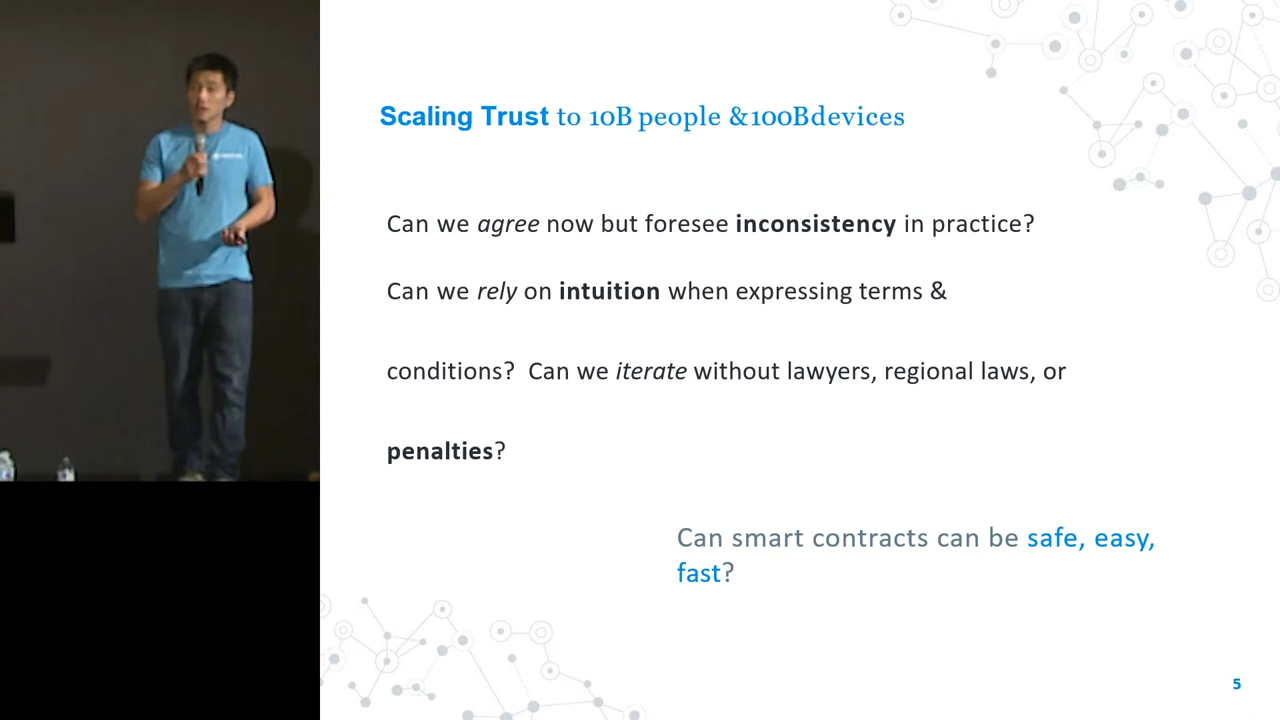 Scaling Trust to 10B people &100Bdevices
Can we agree now but foresee inconsistency in practice?
Can we rely on intuition when expressing terms &
conditions?  Can we iterate without lawyers, regional laws, or
penalties?
Can smart contracts can be safe, easy,
fast?
5